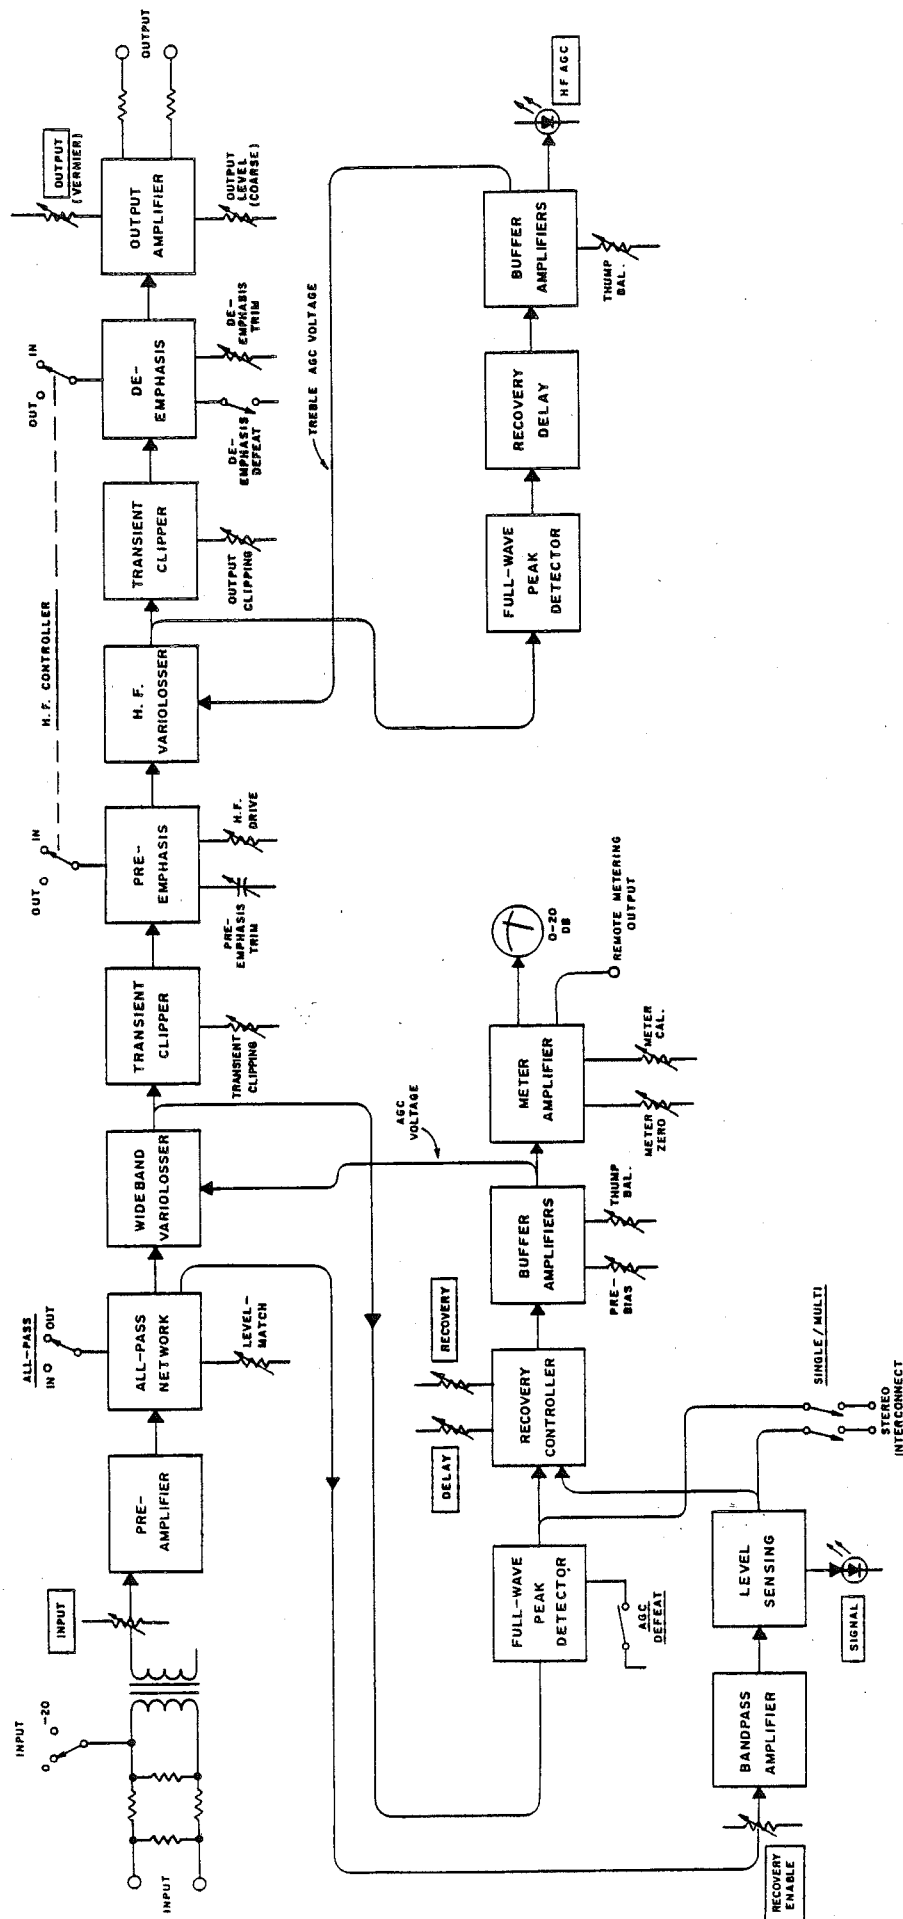 INPUT
O
-20
INPUT
INPUT
PRE-
AMPLIFIER
ALL-PASS
IN
OUT
ALL-PASS
NETWORK
LEVEL-
MATCH
WIDEBAND
VARIOLOSSER
TRANSIENT
CLIPPER
TRANSIENT
CLIPPING
OUT
IN
PRE-
EMPHASIS
PRE-
EMPHASIS
TRIM
H.F.
DRIVE
H.F. CONTROLLER
H. F.
VARIOLOSSER
TRANSIENT
CLIPPER
OUTPUT
CLIPPING
OUT
IN
DE-
EMPHASIS
DE-
EMPHASIS
DEFEAT
DE-
EMPHASIS
TRIM
OUTPUT
(VERNIER)
OUTPUT
AMPLIFIER
OUTPUT
LEVEL
(COARSE)
OUTPUT
TREBLE AGC VOLTAGE
FULL-WAVE
PEAK
DETECTOR
RECOVERY
DELAY
BUFFER
AMPLIFIERS
THUMP
BAL.
HF AGC
FULL-WAVE
PEAK
DETECTOR
AGC
DEFEAT
DELAY
RECOVERY
RECOVERY
CONTROLLER
BUFFER
AMPLIFIERS
PRE-
BIAS
THUMP
BAL.
AGC
VOLTAGE
METER
AMPLIFIER
METER
ZERO
METER
CAL.
0-20
DB
REMOTE METERING
OUTPUT
RECOVERY
ENABLE
BANDPASS
AMPLIFIER
LEVEL
SENSING
SIGNAL
SINGLE/MULTI
STEREO
INTERCONNECT